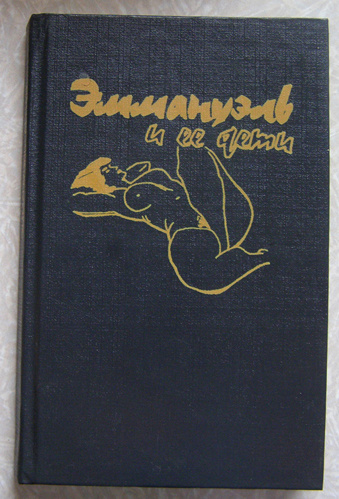 Эммануэль
и ее дети